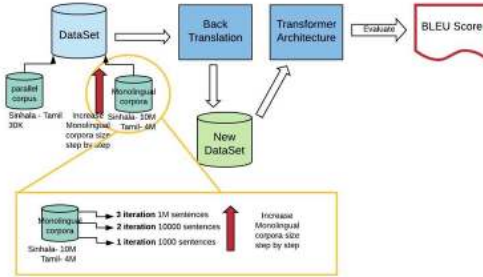 DataSet
Back
Translation
Transformer
Architecture
Evaluate
BLEU Score
parallel
corpus
Sinhala - Tamil
30K
Increase
Monolingual
corpora size
step by step
Monolingual
corpora
Sinhala- 10M
Tamil- 4M
New
DataSet
Monolingual
corpora
Sinhala- 10M
Tamil- 4M
3 iteration 1M sentences
2 iteration 10000 sentences
1 iteration 1000 sentences
Increase
Monolingual
corpora size
step by step